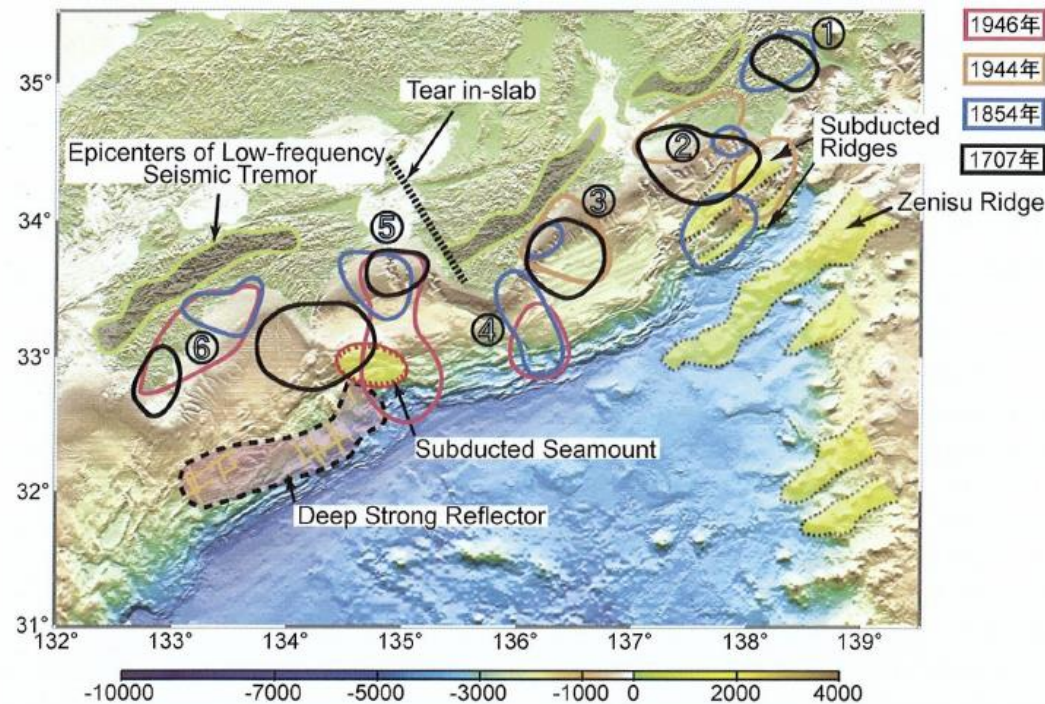 1946年
1944年
1854年
1707年
Tear in-slab
Epicenters of Low-frequency
Seismic Tremor
Subducted
Ridges
Zenisu Ridge
①
②
③
⑤
④
⑥
Subducted Seamount
Deep Strong Reflector
35°
34°
33°
32°
31°
132 133 134 135 136 137 138 139°
-10000 -7000 -5000 -3000 -1000 0 2000 4000